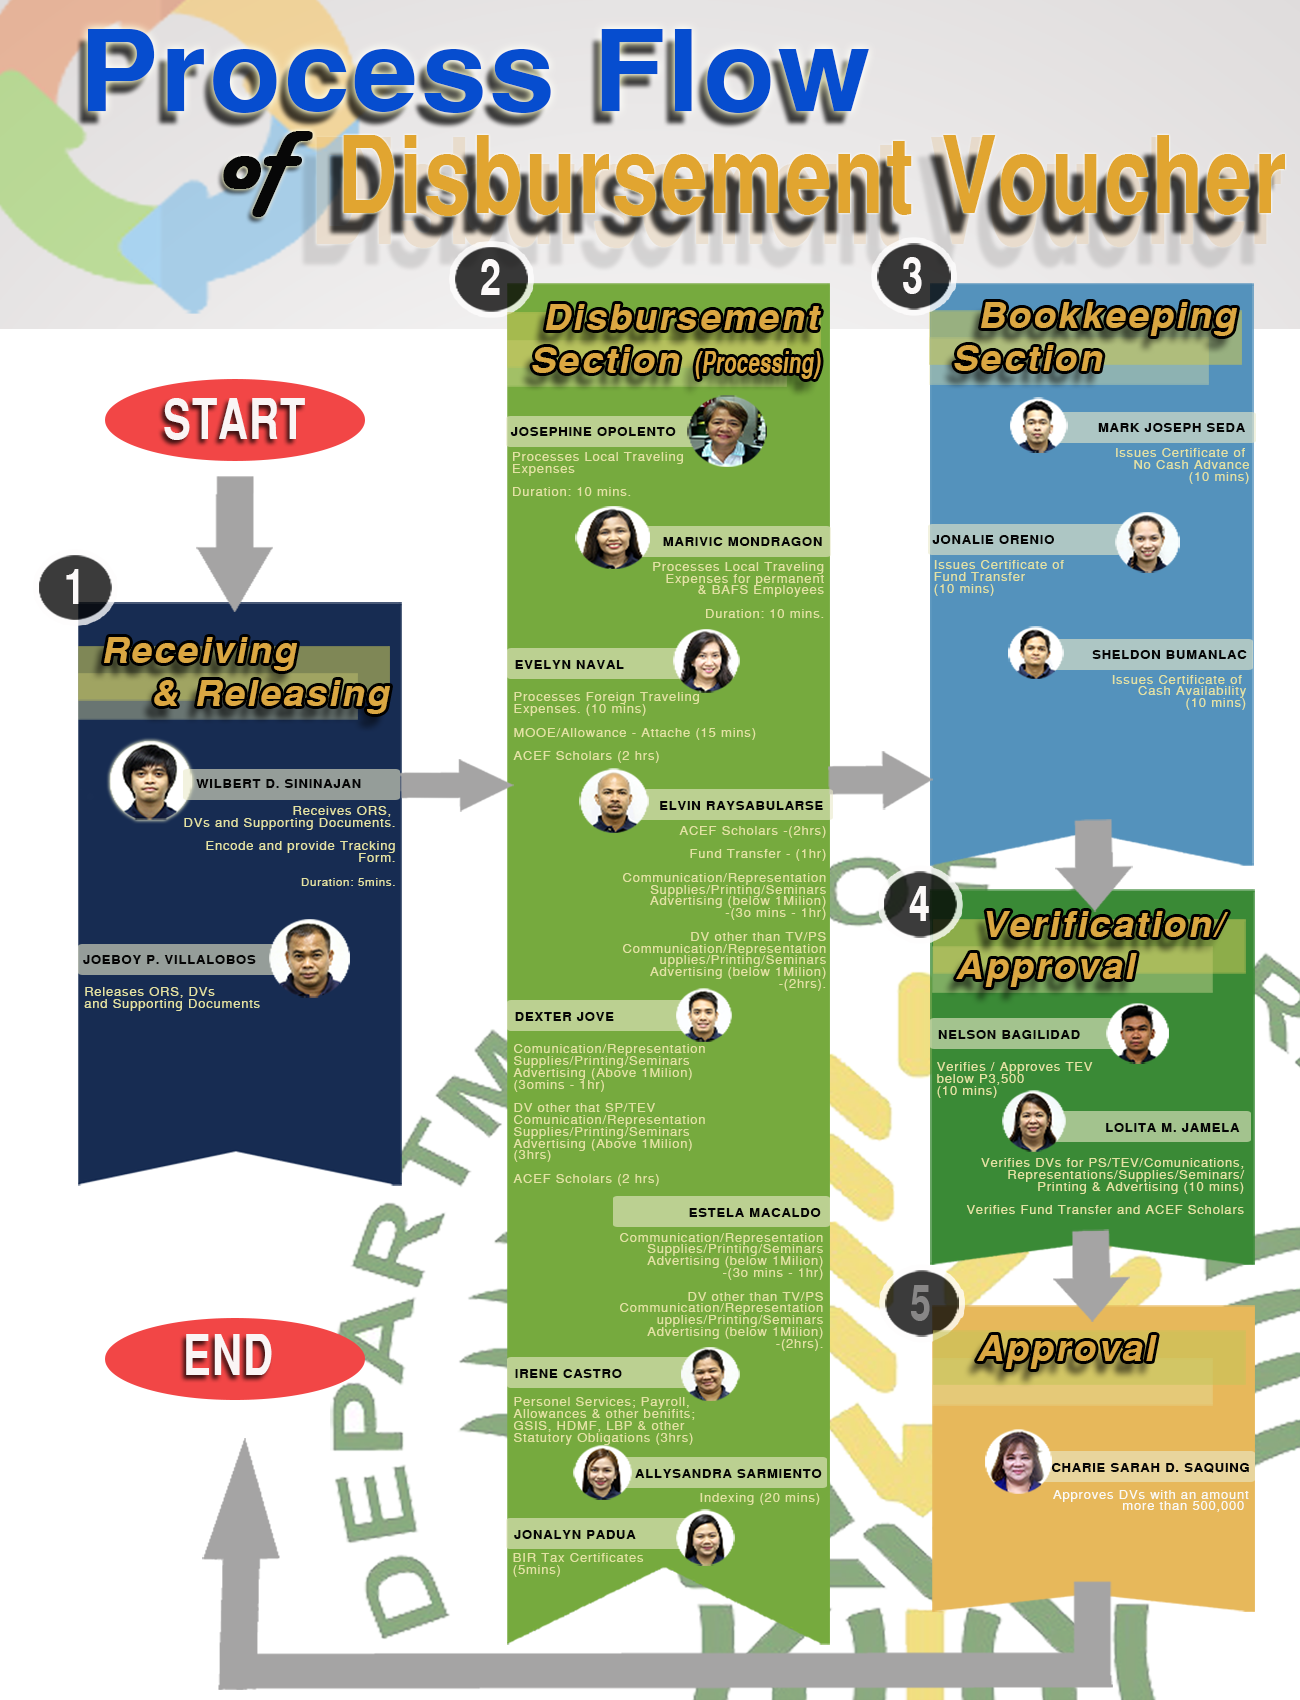 Process Flow
of Disbursement Voucher
START
1
Receiving
& Releasing
WILBERT D. SININAJAN
Receives ORS,
DVs and Supporting Documents.
Encode and provide Tracking
Form.
Duration: 5mins.
JOEBOY P. VILLALOBOS
Releases ORS, DVs
and Supporting Documents
2
Disbursement
Section (Processing)
JOSEPHINE OPOLENTO
Processes Local Traveling
Expenses
Duration: 10 mins.
MARIVIC MONDRAGON
Processes Local Traveling
Expenses for permanent
& BAFS Employees
Duration: 10 mins.
EVELYN NAVAL
Processes Foreign Traveling
Expenses. (10 mins)
MOOE/Allowance - Attache (15 mins)
ACEF Scholars (2 hrs)
ELVIN RAYSABULARSE
ACEF Scholars -(2hrs)
Fund Transfer - (1hr)
Communication/Representation
Supplies/Printing/Seminars
Advertising (below 1Milion)
-(3o mins - 1hr)
DV other than TV/PS
Communication/Representation
upplies/Printing/Seminars
Advertising (below 1Milion)
-(2hrs).
DEXTER JOVE
Comunication/Representation
Supplies/Printing/Seminars
Advertising (Above 1Milion)
(3omins - 1hr)
DV other that SP/TEV
Comunication/Representation
Supplies/Printing/Seminars
Advertising (Above 1Milion)
(3hrs)
ACEF Scholars (2 hrs)
ESTELA MACALDO
Communication/Representation
Supplies/Printing/Seminars
Advertising (below 1Milion)
-(3o mins - 1hr)
DV other than TV/PS
Communication/Representation
upplies/Printing/Seminars
Advertising (below 1Milion)
-(2hrs).
IRENE CASTRO
Personel Services; Payroll,
Allowances & other benifits;
GSIS, HDMF, LBP & other
Statutory Obligations (3hrs)
ALLYSANDRA SARMIENTO
Indexing (20 mins)
JONALYN PADUA
BIR Tax Certificates
(5mins)
3
Bookkeeping
Section
MARK JOSEPH SEDA
Issues Certificate of
No Cash Advance
(10 mins)
JONALIE ORENIO
Issues Certificate of
Fund Transfer
(10 mins)
SHELDON BUMANLAC
Issues Certificate of
Cash Availability
(10 mins)
4
Verification/
Approval
NELSON BAGILIDAD
Verifies / Approves TEV
below P3,500
(10 mins)
LOLITA M. JAMELA
Verifies DVs for PS/TEV/Comunications,
Representations/Supplies/Seminars/
Printing & Advertising (10 mins)
Verifies Fund Transfer and ACEF Scholars
5
Approval
CHARIE SARAH D. SAQUING
Approves DVs with an amount
more than 500,000
END